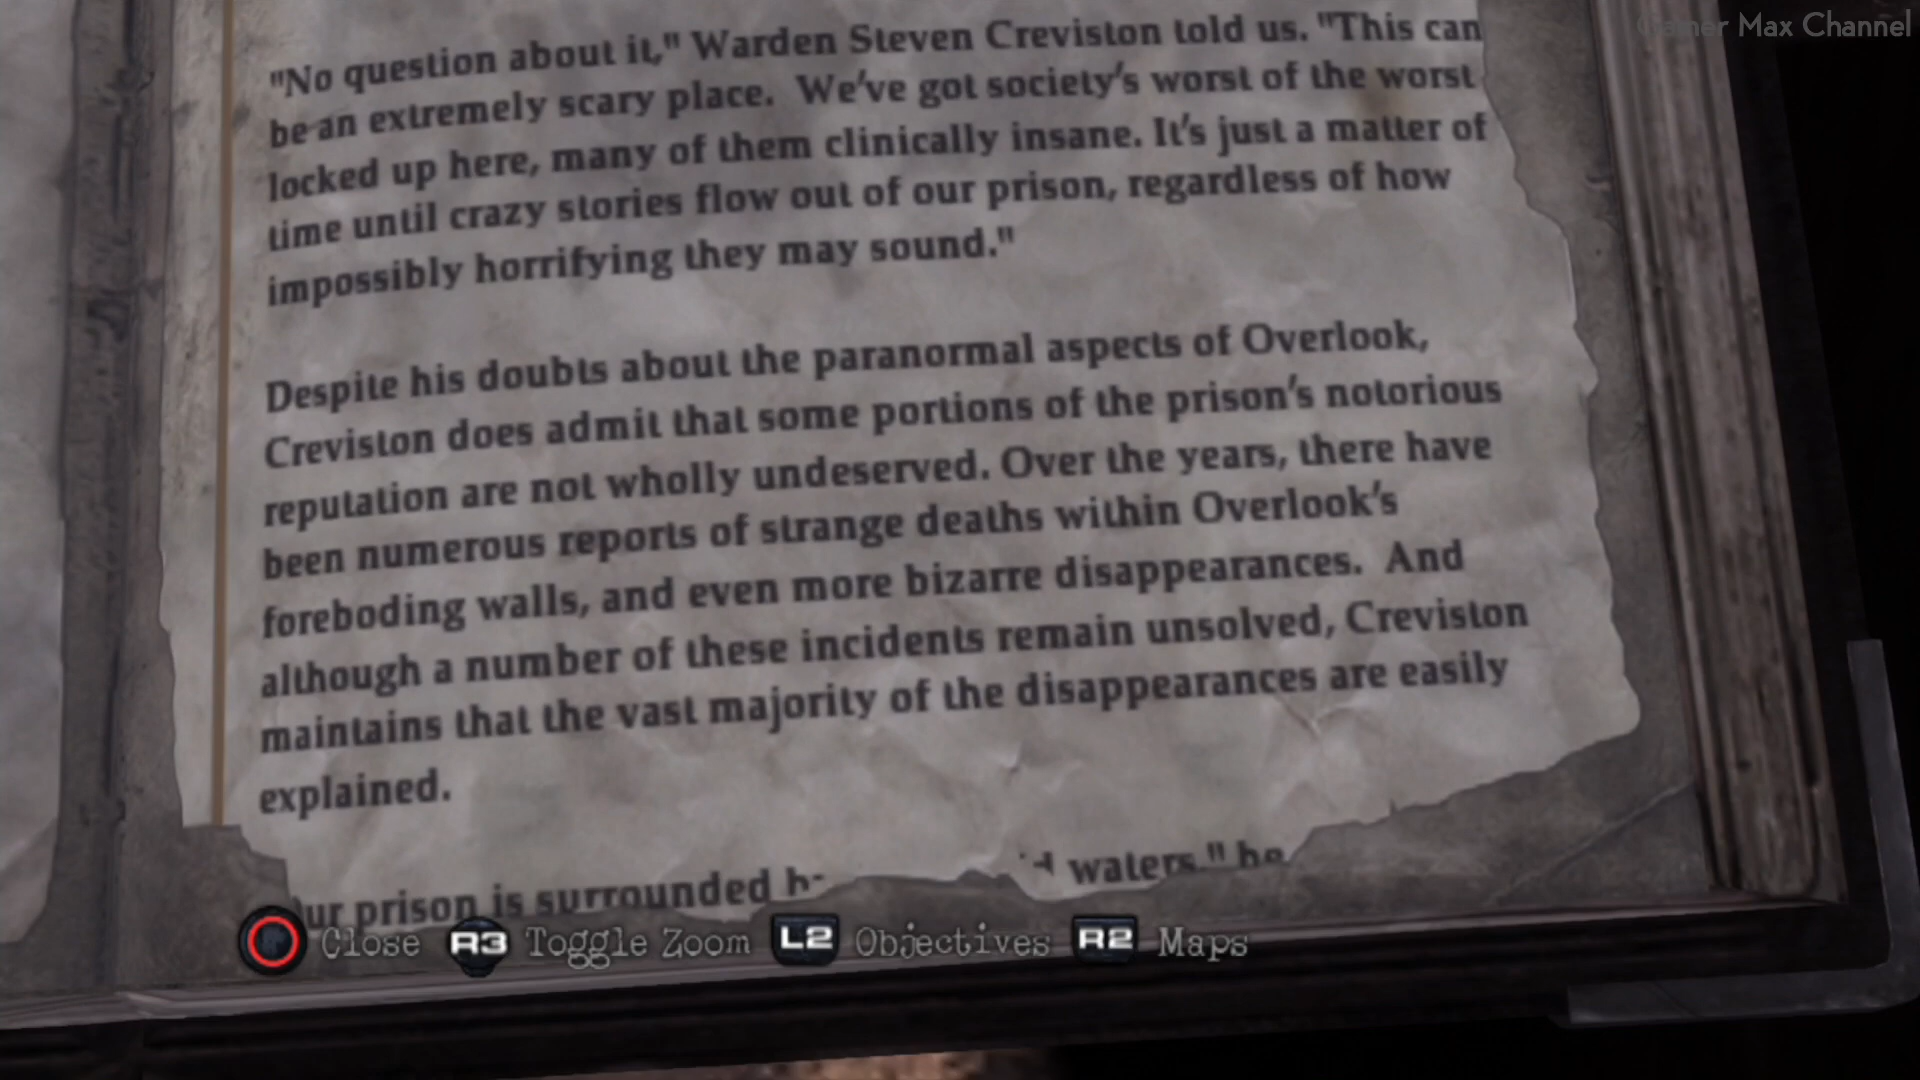 Gamer Max Channel
"No question about it," Warden Steven Creviston told us. "This can
be an extremely scary place. We've got society's worst of the worst
locked up here, many of them clinically insane. It's just a matter of
time until crazy stories flow out of our prison, regardless of how
impossibly horrifying they may sound."
Despite his doubts about the paranormal aspects of Overlook,
Creviston does admit that some portions of the prison's notorious
reputation are not wholly undeserved. Over the years, there have
been numerous reports of strange deaths within Overlook's
foreboding walls, and even more bizarre disappearances. And
although a number of these incidents remain unsolved, Creviston
maintains that the vast majority of the disappearances are easily
explained.
prison is surrounded waters," he
Close R3 Toggle Zoom L2 Objectives R2 Maps